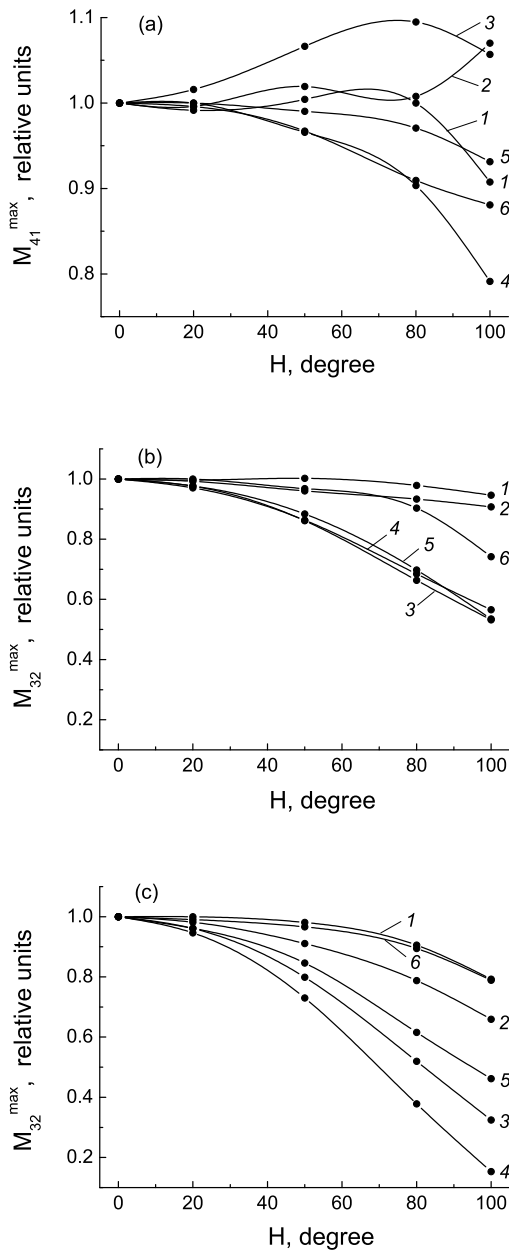 (a)
1.1
1.0
0.9
0.8
3
2
1
5
1
6
4
M₄₁ᵐᵃˣ, relative units
0 20 40 60 80 100
H, degree
(b)
1.0
0.8
0.6
0.4
0.2
1
2
4
5
6
3
M₃₂ᵐᵃˣ, relative units
0 20 40 60 80 100
H, degree
(c)
1.0
0.8
0.6
0.4
0.2
1
6
2
5
3
4
M₃₂ᵐᵃˣ, relative units
0 20 40 60 80 100
H, degree